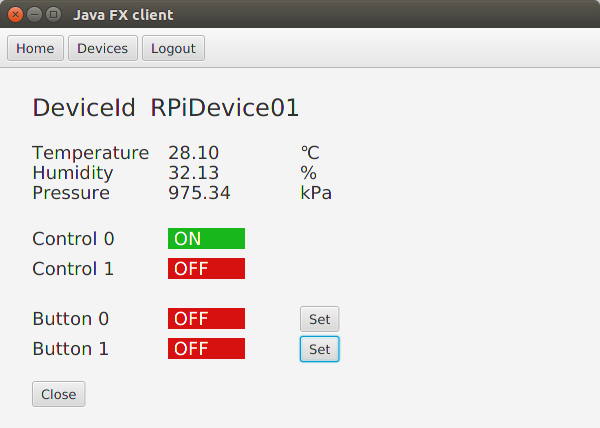 Java FX client
Home Devices Logout
DeviceId RPiDevice01
Temperature 28.10 °C
Humidity 32.13 %
Pressure 975.34 kPa
Control 0 ON
Control 1 OFF
Button 0 OFF Set
Button 1 OFF Set
Close